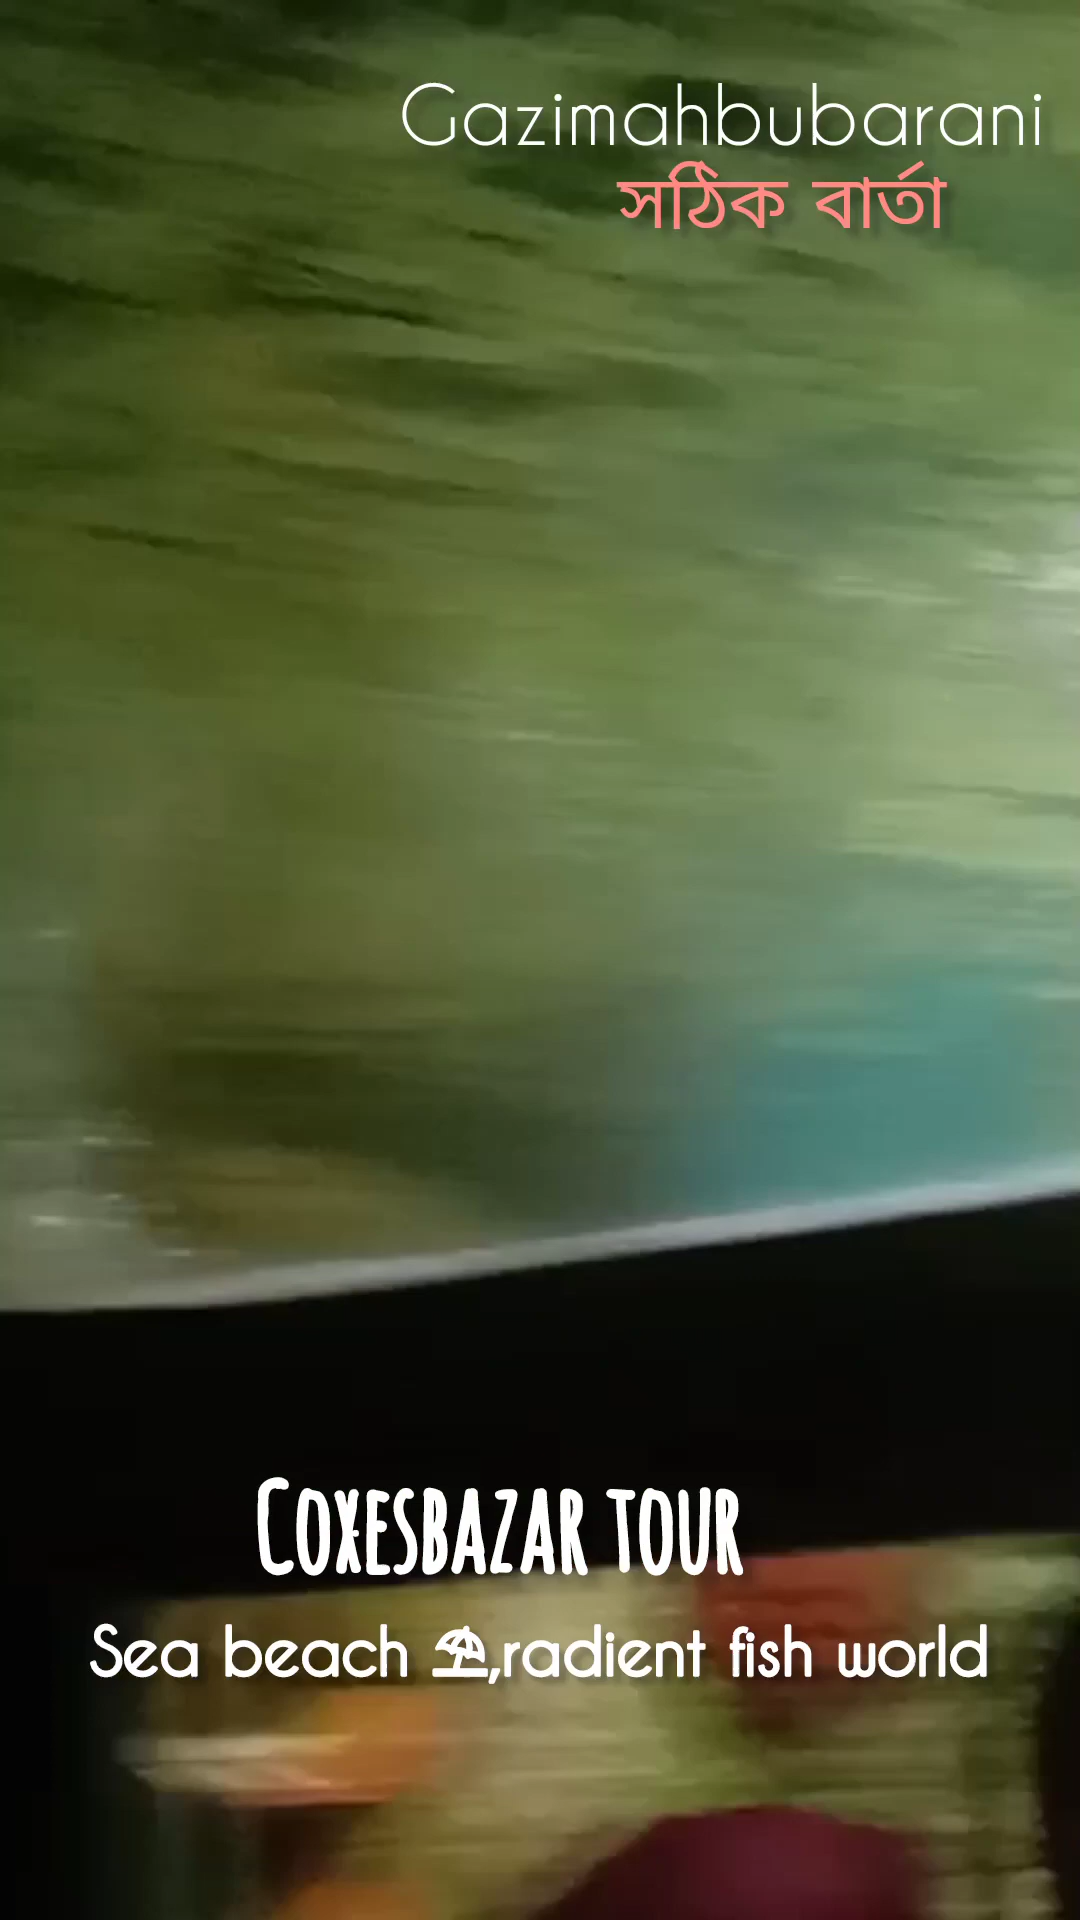 Gazimahbubarani
সঠিক বার্তা
Coxesbazar tour
Sea beach ⛱,radient fish world